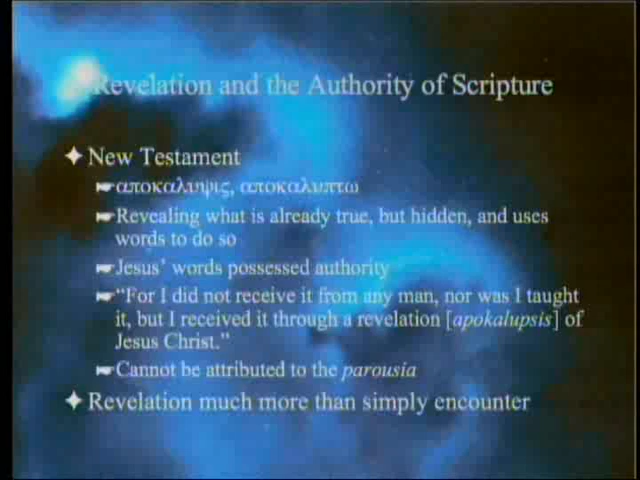 Revelation and the Authority of Scripture
New Testament
αποκαλυψις, αποκαλυπτω
Revealing what is already true, but hidden, and uses
words to do so
Jesus’ words possessed authority
“For I did not receive it from any man, nor was I taught
it, but I received it through a revelation [apokalupsis] of
Jesus Christ.”
Cannot be attributed to the parousia
Revelation much more than simply encounter